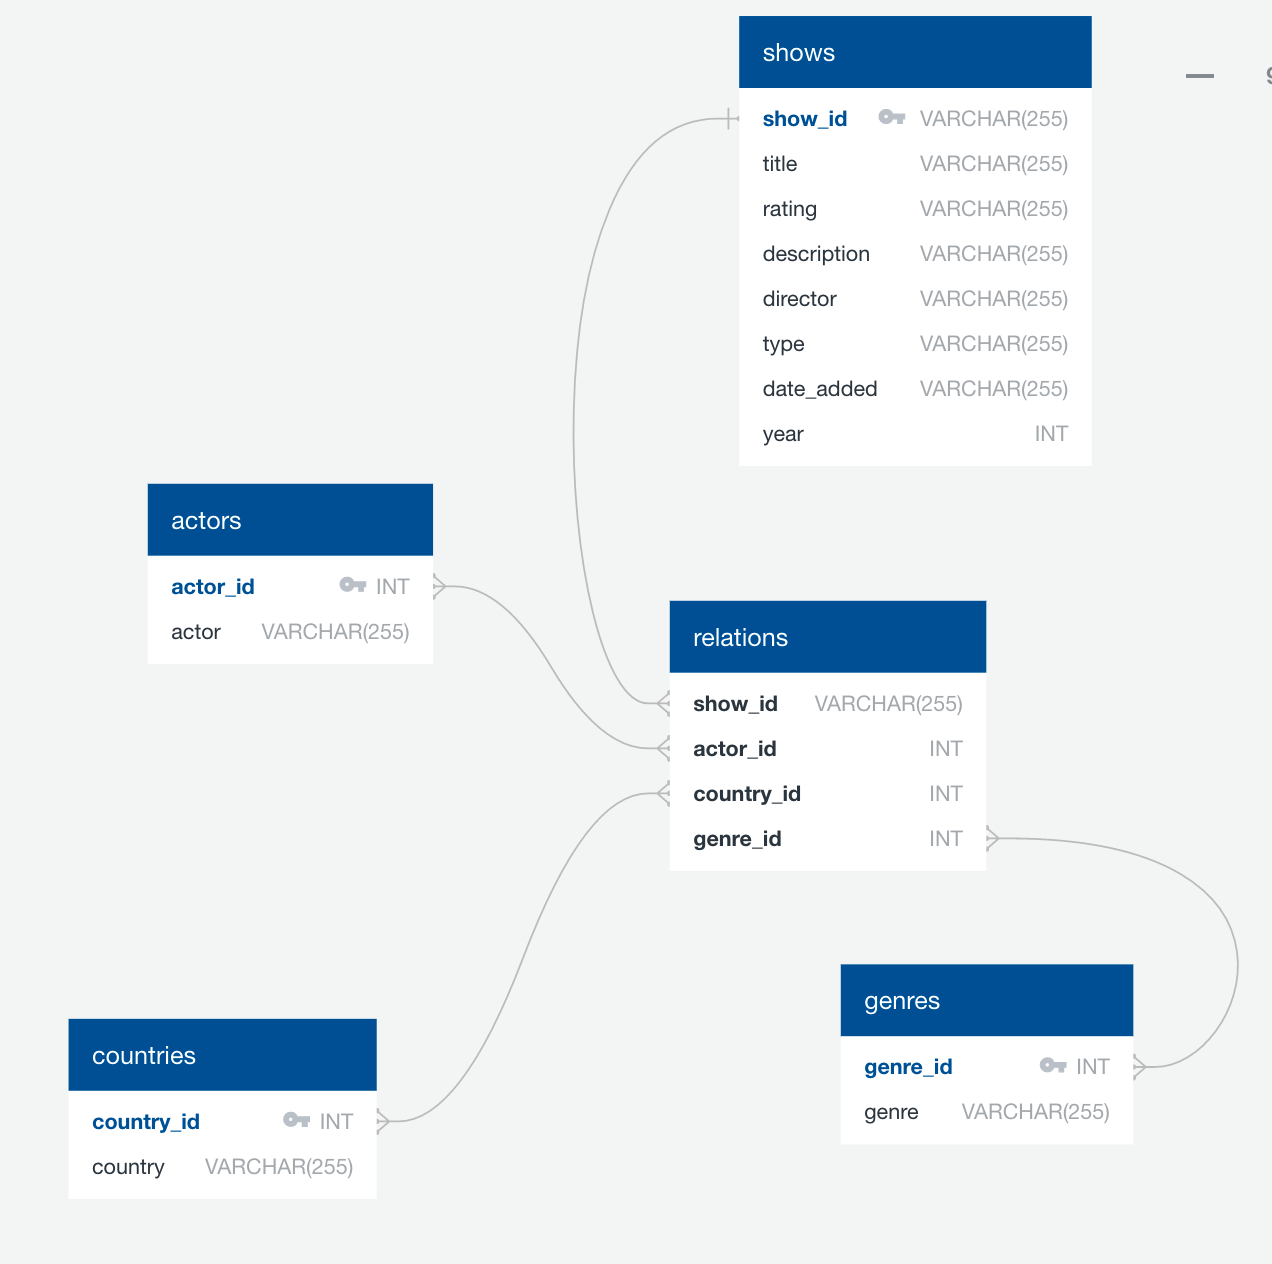 shows
show_id VARCHAR(255)
title VARCHAR(255)
rating VARCHAR(255)
description VARCHAR(255)
director VARCHAR(255)
type VARCHAR(255)
date_added VARCHAR(255)
year INT
actors
actor_id INT
actor VARCHAR(255)
relations
show_id VARCHAR(255)
actor_id INT
country_id INT
genre_id INT
genres
genre_id INT
genre VARCHAR(255)
countries
country_id INT
country VARCHAR(255)